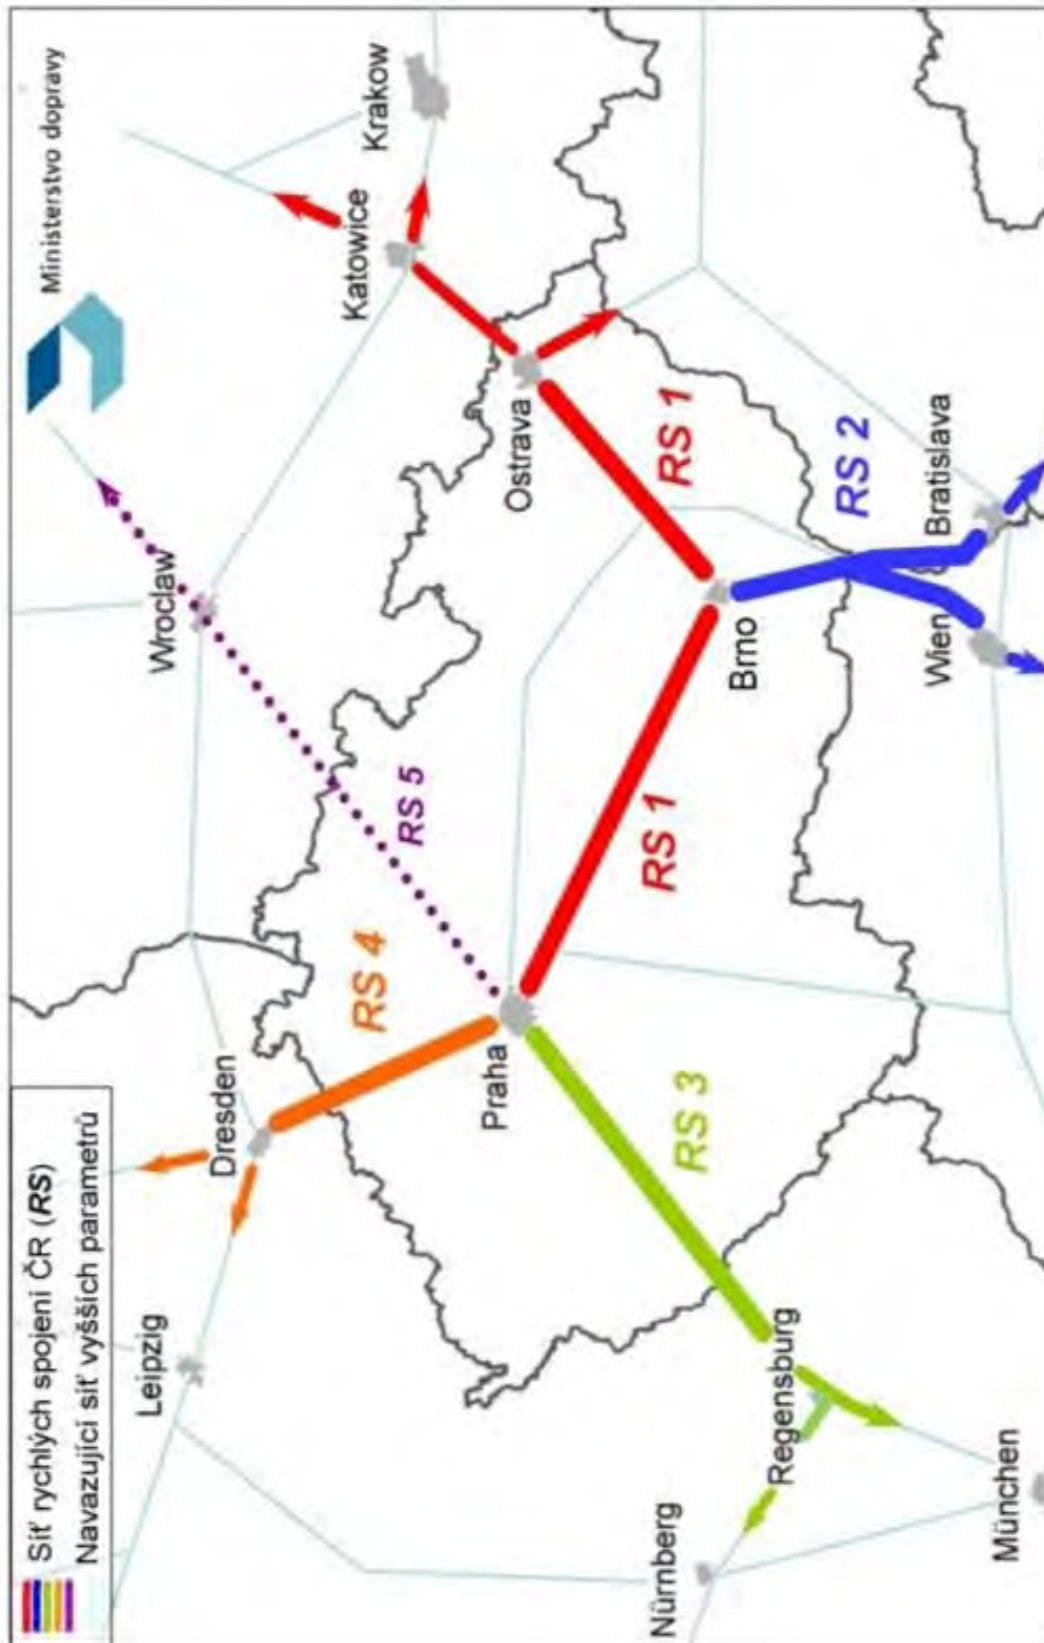 Síť rychlých spojení ČR (RS)
Navazující síť vyšších parametrů
Ministerstvo dopravy
Leipzig
Dresden
Wroclaw
Katowice
Krakow
RS 4
RS 5
Praha
Ostrava
Nürnberg
Regensburg
RS 3
RS 1
RS 1
Brno
RS 2
München
Wien
Bratislava